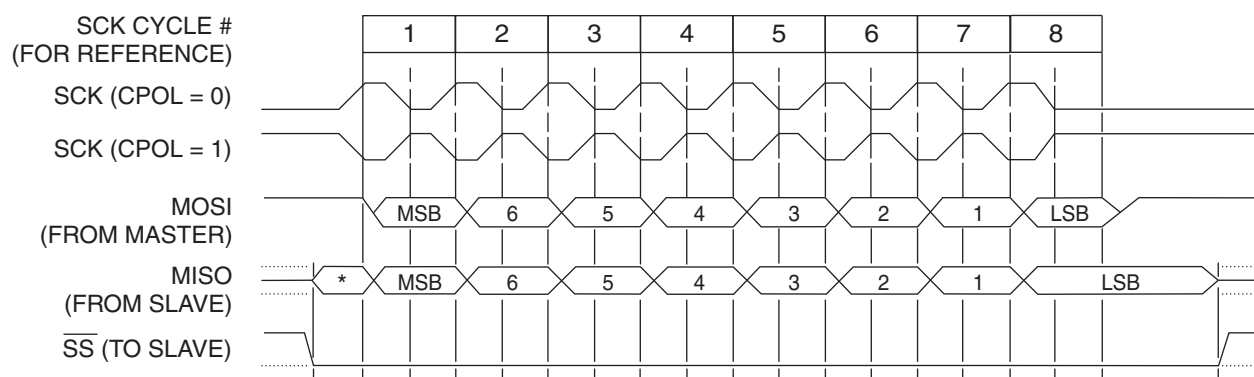 SCK CYCLE #
(FOR REFERENCE)
1 2 3 4 5 6 7 8
SCK (CPOL = 0)
SCK (CPOL = 1)
MOSI
(FROM MASTER)
MSB 6 5 4 3 2 1 LSB
MISO
(FROM SLAVE)
* MSB 6 5 4 3 2 1 LSB
SS (TO SLAVE)